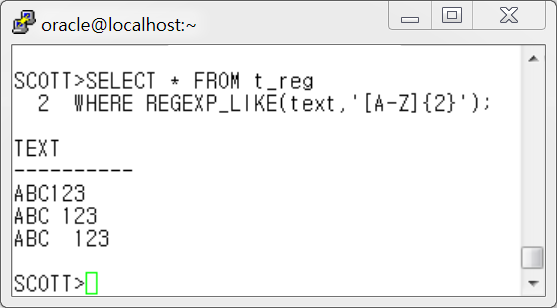 oracle@localhost:~
SCOTT>SELECT * FROM t_reg
  2  WHERE REGEXP_LIKE(text,'[A-Z]{2}');
TEXT
----------
ABC123
ABC 123
ABC  123
SCOTT>